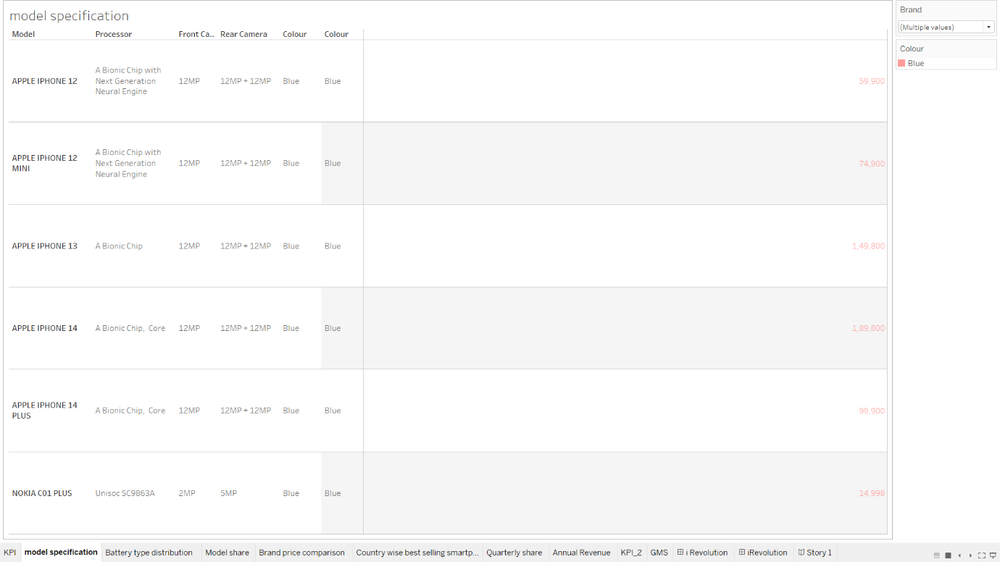 model specification
Model Processor Front Ca.. Rear Camera Colour Colour
APPLE IPHONE 12 A Bionic Chip with Next Generation Neural Engine 12MP 12MP + 12MP Blue Blue 59,900
APPLE IPHONE 12 MINI A Bionic Chip with Next Generation Neural Engine 12MP 12MP + 12MP Blue Blue 74,900
APPLE IPHONE 13 A Bionic Chip 12MP 12MP + 12MP Blue Blue 1,49,800
APPLE IPHONE 14 A Bionic Chip, Core 12MP 12MP + 12MP Blue Blue 1,89,800
APPLE IPHONE 14 PLUS A Bionic Chip, Core 12MP 12MP + 12MP Blue Blue 99,900
NOKIA C01 PLUS Unisoc SC9863A 2MP 5MP Blue Blue 14,998
Brand
(Multiple values)
Colour
Blue
KPI model specification Battery type distribution Model share Brand price comparison Country wise best selling smartp... Quarterly share Annual Revenue KPI_2 GMS i Revolution iRevolution Story 1